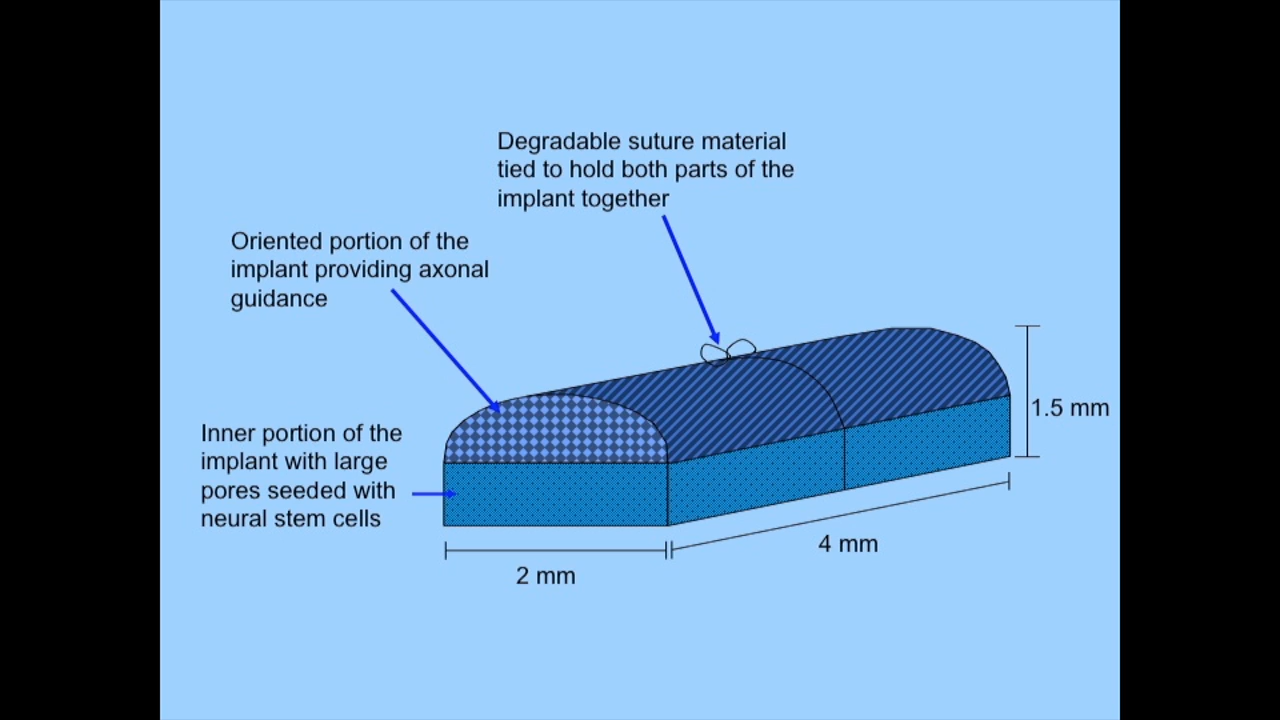 Degradable suture material
tied to hold both parts of the
implant together
Oriented portion of the
implant providing axonal
guidance
Inner portion of the
implant with large
pores seeded with
neural stem cells
1.5 mm
4 mm
2 mm